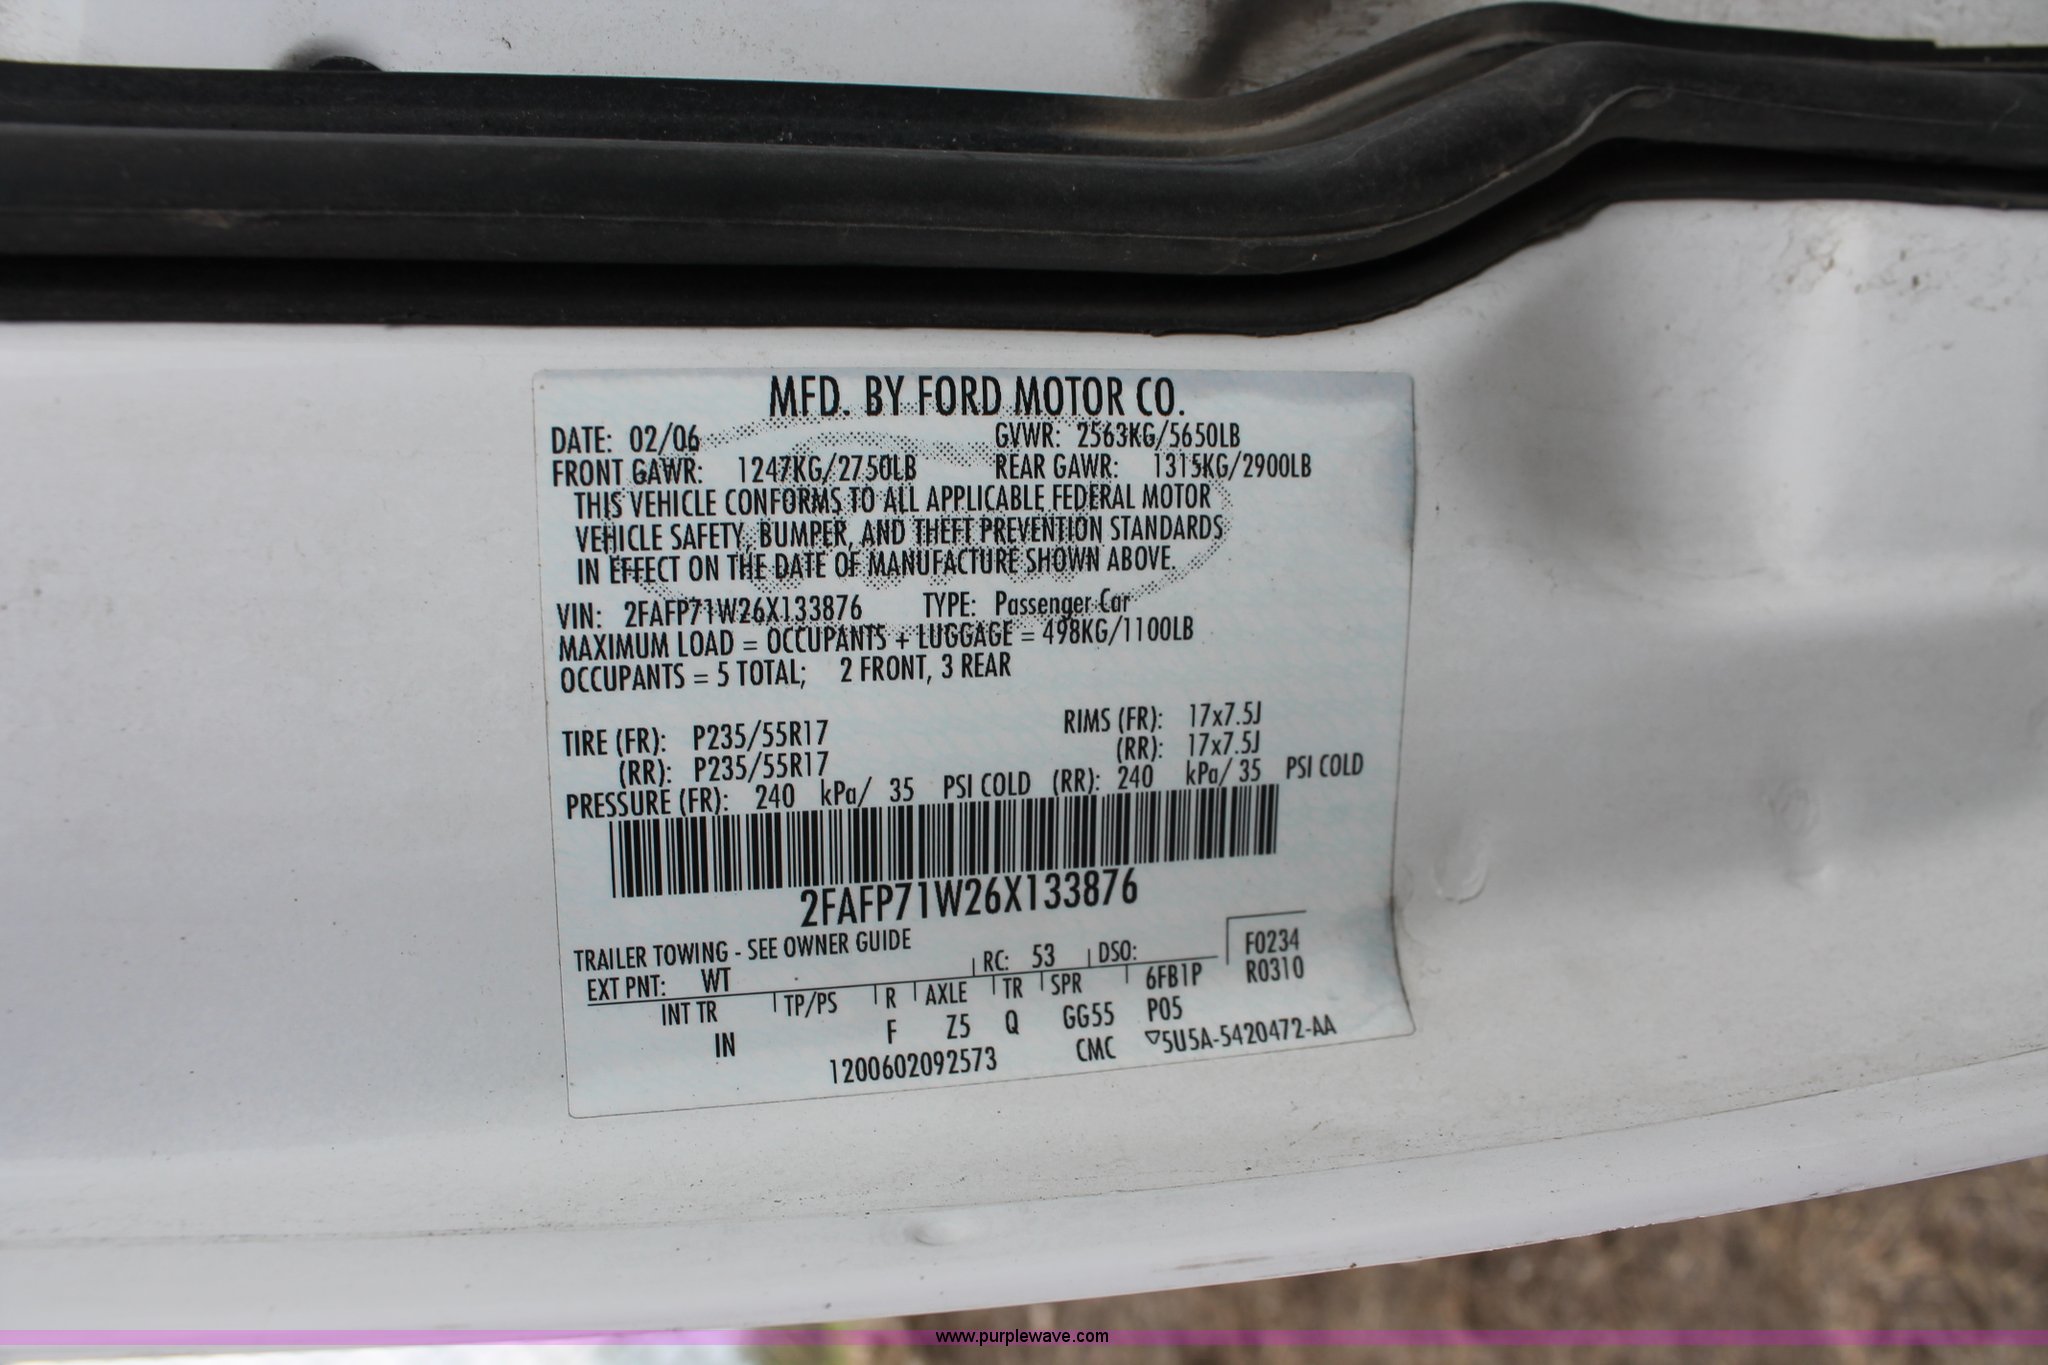 MFD. BY FORD MOTOR CO.
DATE: 02/06 GVWR: 2563KG/5650LB
FRONT GAWR: 1247KG/2750LB REAR GAWR: 1315KG/2900LB
THIS VEHICLE CONFORMS TO ALL APPLICABLE FEDERAL MOTOR
VEHICLE SAFETY, BUMPER, AND THEFT PREVENTION STANDARDS
IN EFFECT ON THE DATE OF MANUFACTURE SHOWN ABOVE.
VIN: 2FAFP71W26X133876 TYPE: Passenger Car
MAXIMUM LOAD = OCCUPANTS + LUGGAGE = 498KG/1100LB
OCCUPANTS = 5 TOTAL; 2 FRONT, 3 REAR
TIRE (FR): P235/55R17 RIMS (FR): 17x7.5J
(RR): P235/55R17 (RR): 17x7.5J
PRESSURE (FR): 240 kPa/ 35 PSI COLD (RR): 240 kPa/ 35 PSI COLD
2FAFP71W26X133876
TRAILER TOWING - SEE OWNER GUIDE
EXT PNT: WT RC: 53 DSO: F0234
INT TR TP/PS R AXLE TR SPR 6FB1P R0310
IN F Z5 Q GG55 P05
1200602092573 CMC ▽5U5A-5420472-AA
www.purplewave.com